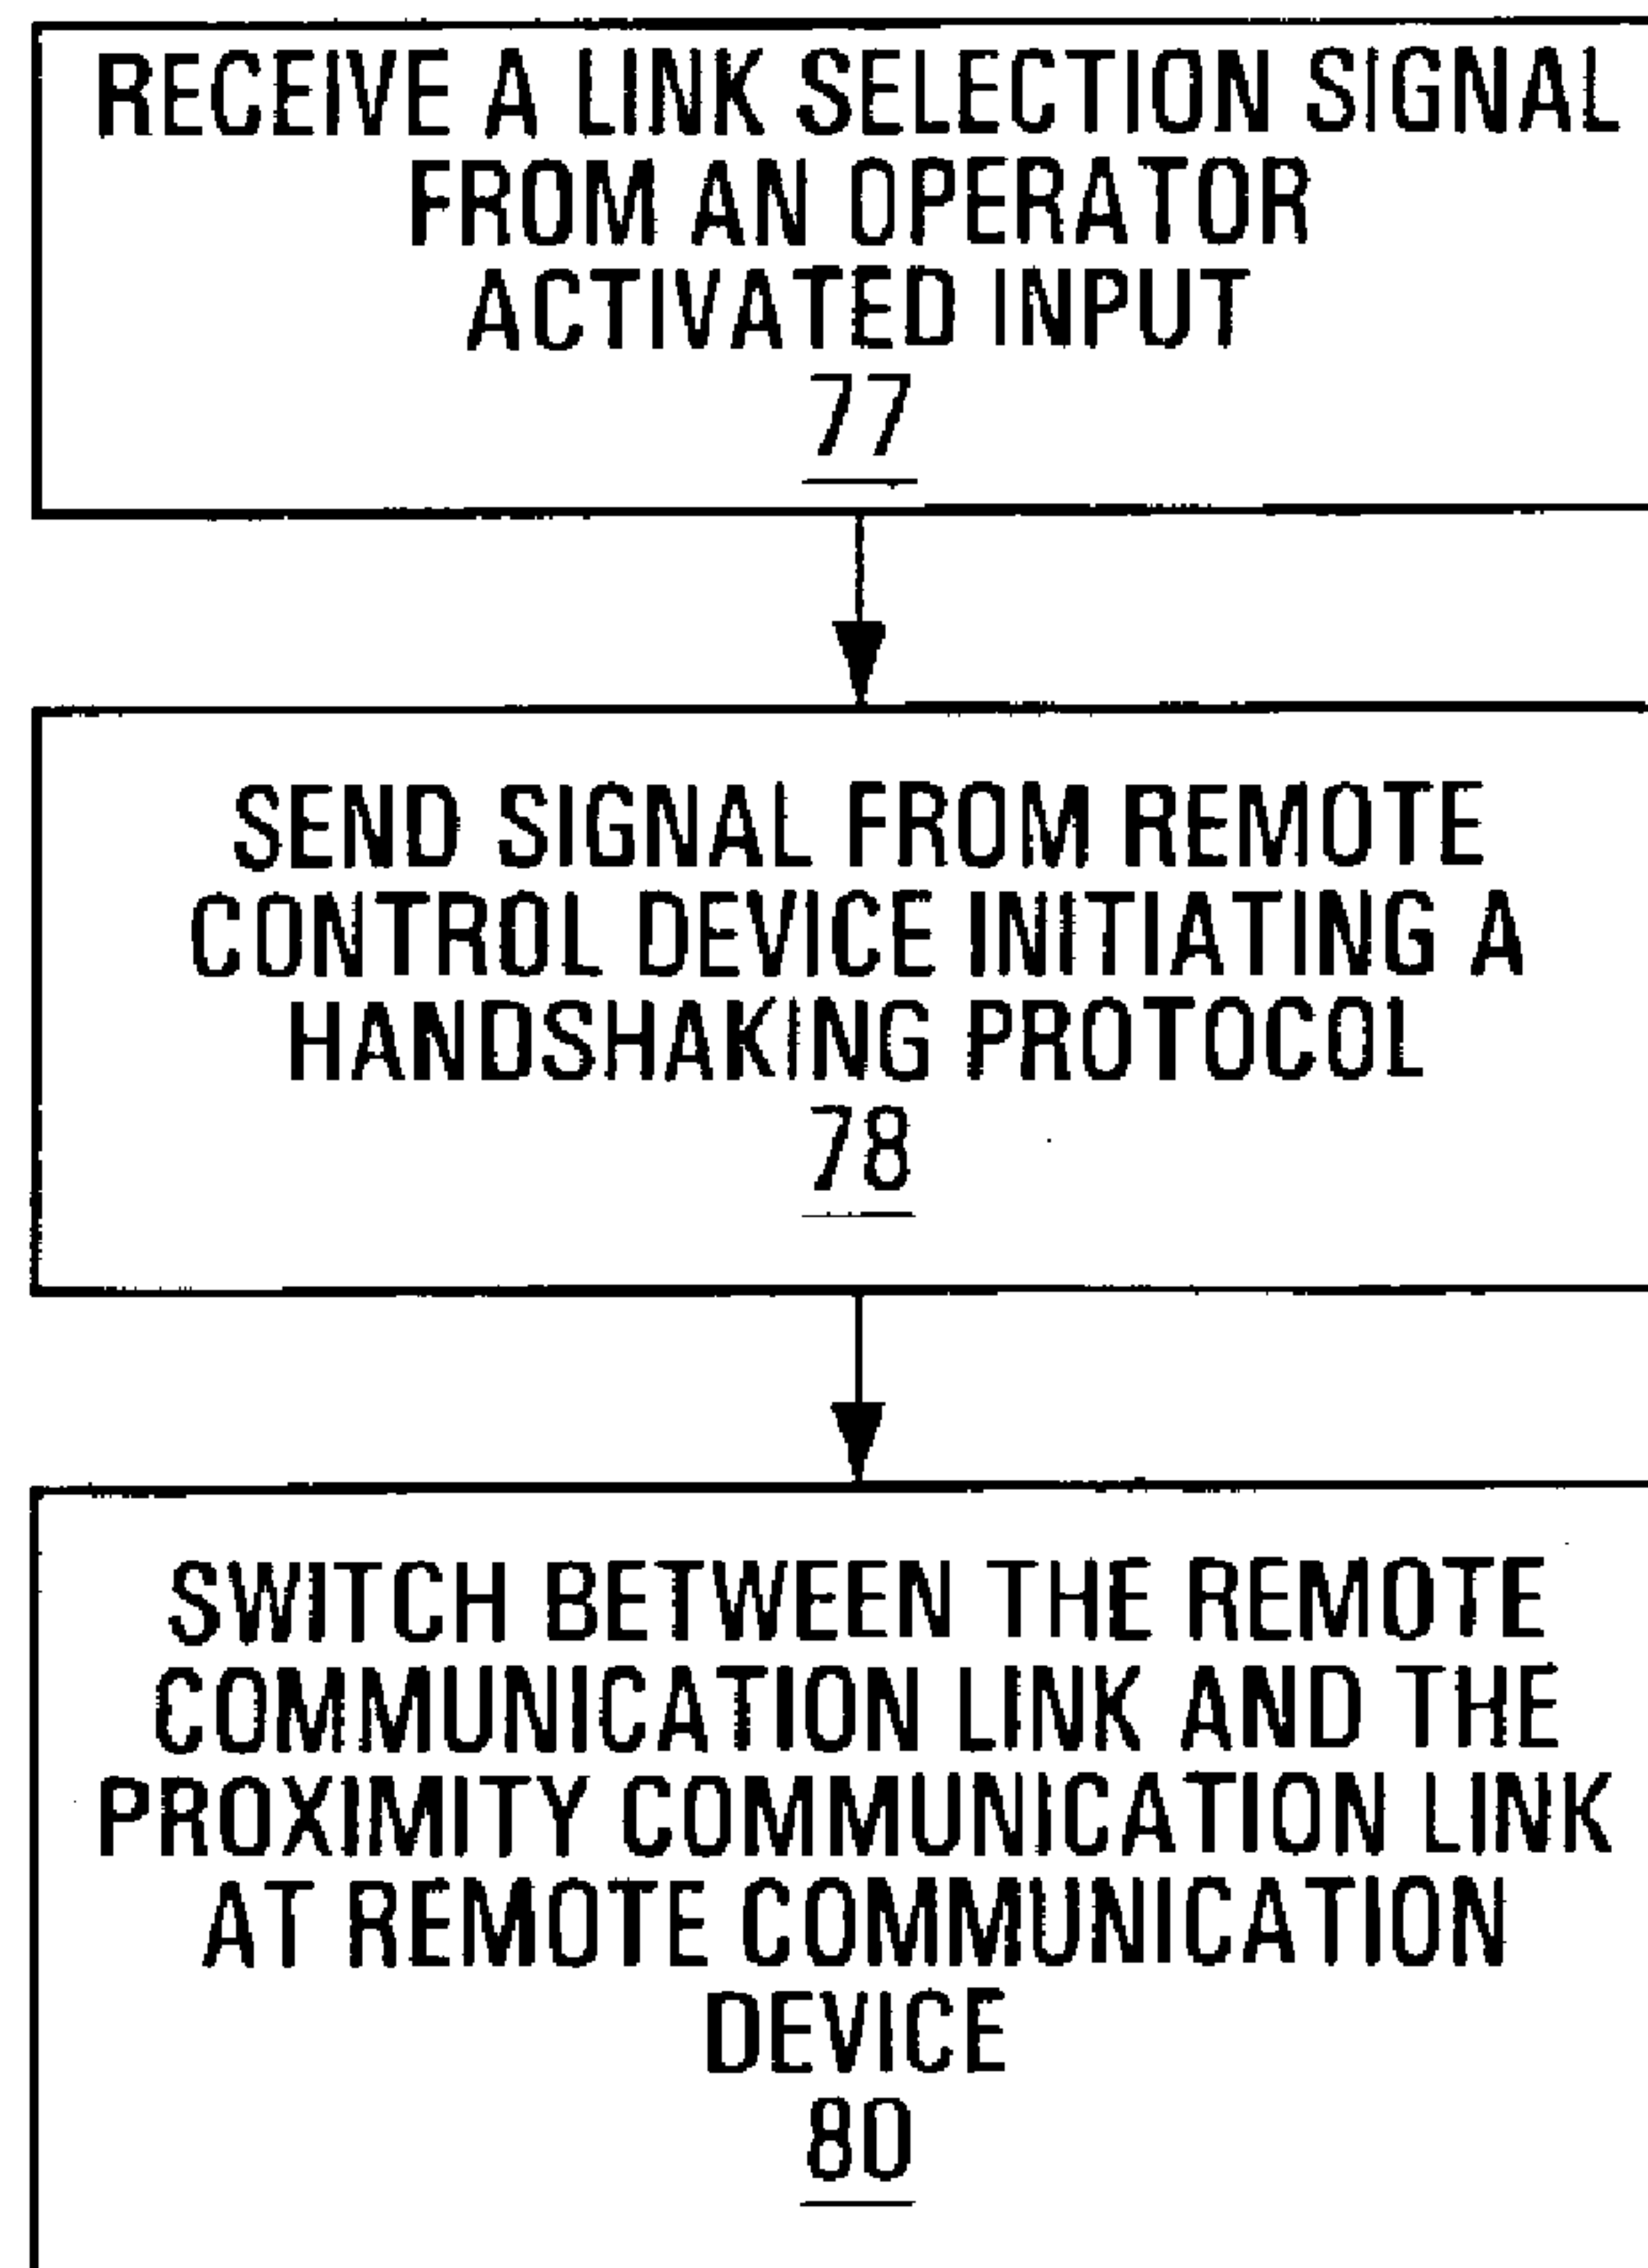 RECEIVE A LINK SELECTION SIGNAL
FROM AN OPERATOR
ACTIVATED INPUT
77
SEND SIGNAL FROM REMOTE
CONTROL DEVICE INITIATING A
HANDSHAKING PROTOCOL
78
SWITCH BETWEEN THE REMOTE
COMMUNICATION LINK AND THE
PROXIMITY COMMUNICATION LINK
AT REMOTE COMMUNICATION
DEVICE
80